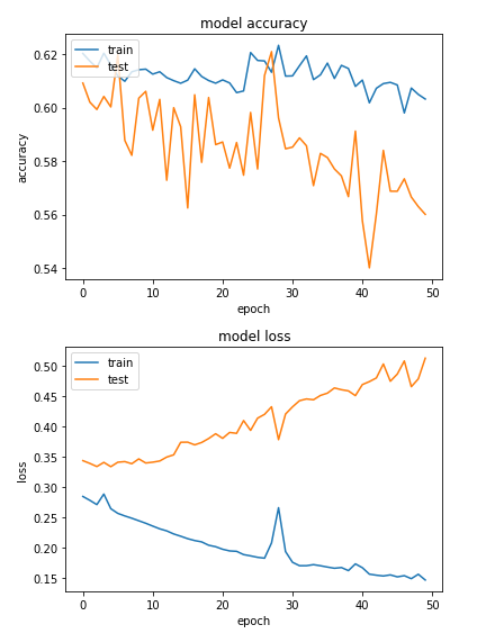 model accuracy
train
test
0.62
0.60
0.58
0.56
0.54
accuracy
0 10 20 30 40 50
epoch
model loss
train
test
0.50
0.45
0.40
0.35
0.30
0.25
0.20
0.15
loss
0 10 20 30 40 50
epoch